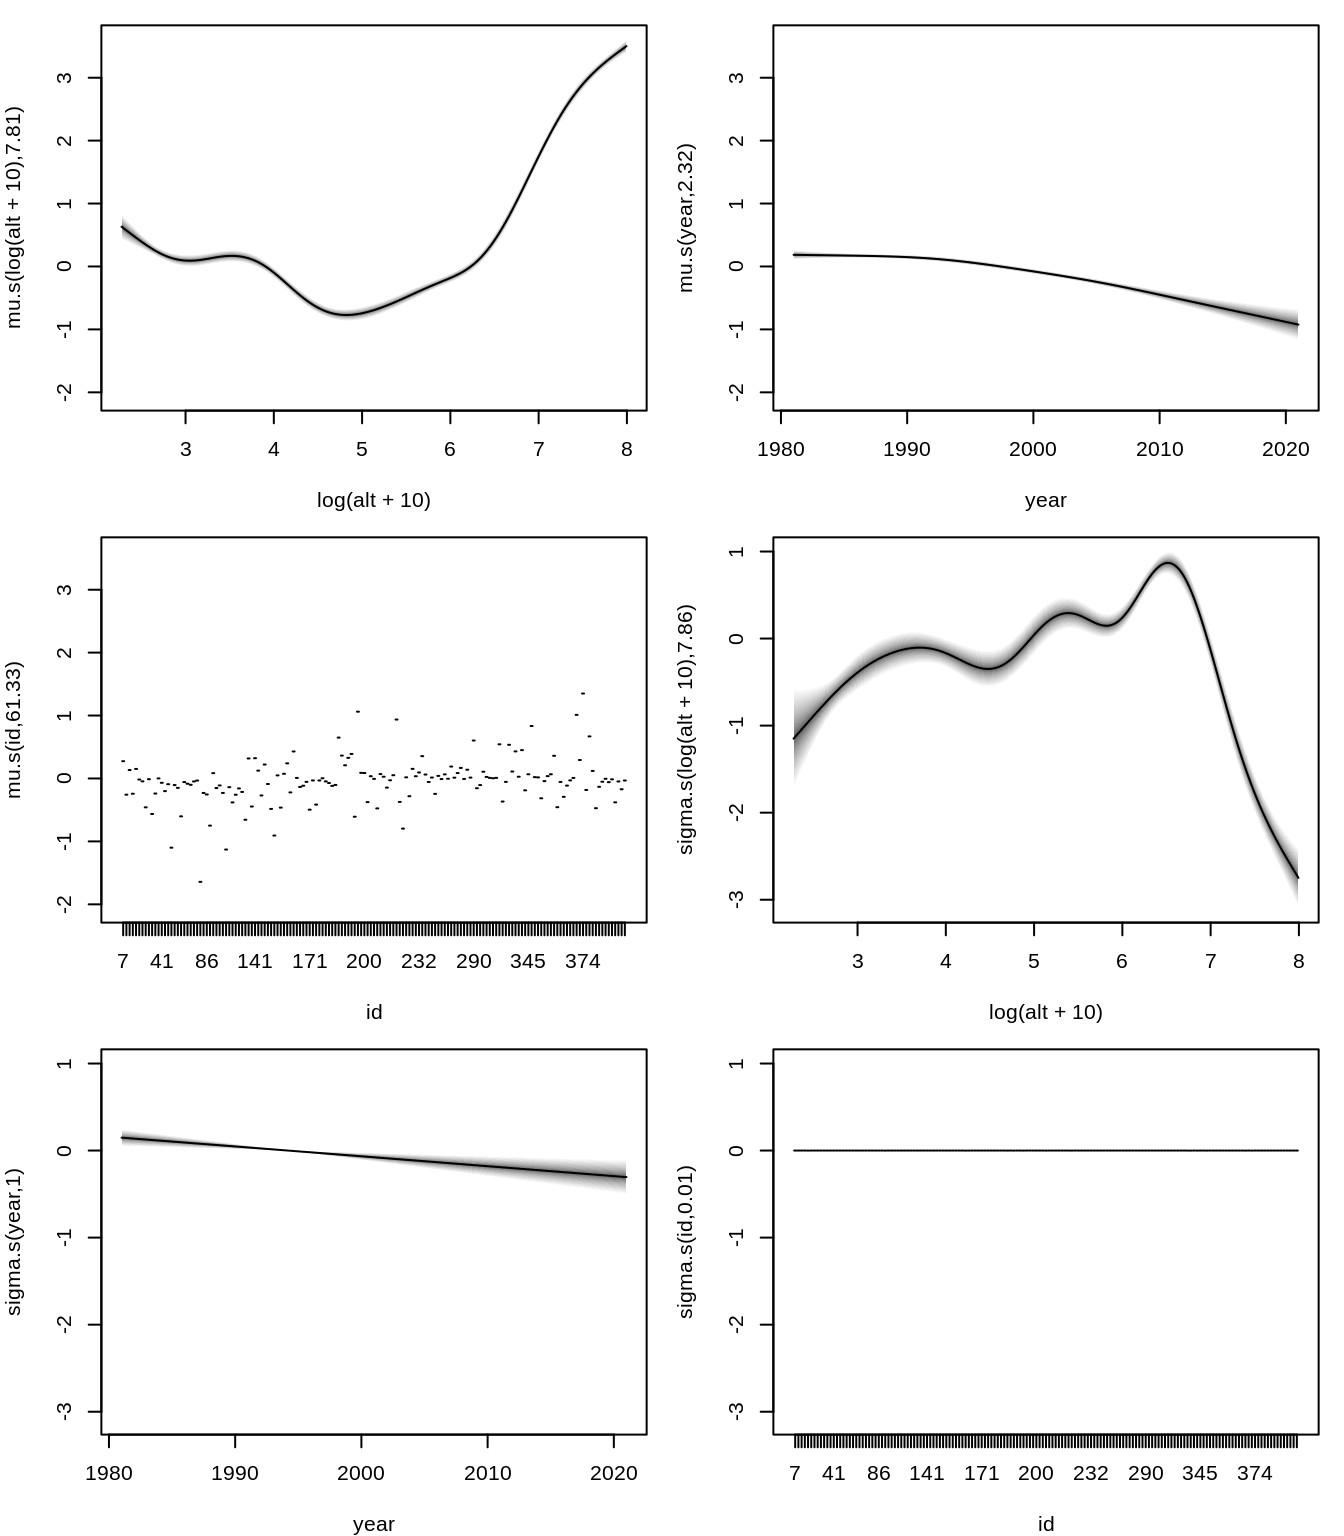 mu.s(log(alt + 10),7.81)
3
2
1
0
-1
-2
3 4 5 6 7 8
log(alt + 10)
mu.s(year,2.32)
3
2
1
0
-1
-2
1980 1990 2000 2010 2020
year
mu.s(id,61.33)
3
2
1
0
-1
-2
7 41 86 141 171 200 232 290 345 374
id
sigma.s(log(alt + 10),7.86)
1
0
-1
-2
-3
3 4 5 6 7 8
log(alt + 10)
sigma.s(year,1)
1
0
-1
-2
-3
1980 1990 2000 2010 2020
year
sigma.s(id,0.01)
1
0
-1
-2
-3
7 41 86 141 171 200 232 290 345 374
id